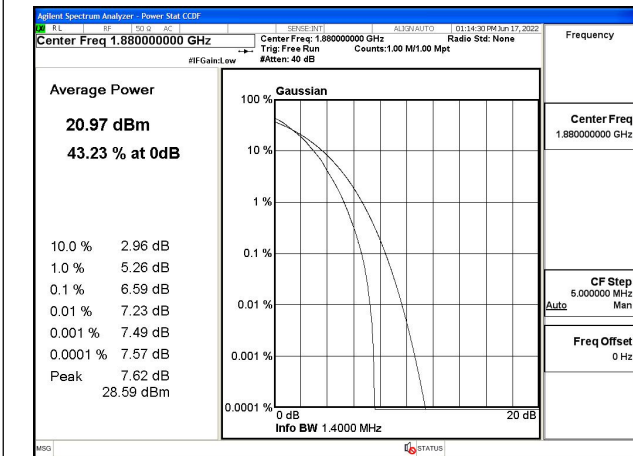 Agilent Spectrum Analyzer - Power Stat CCDF
RL RF 50 Ω AC SENSE:INT ALIGN AUTO 01:14:30 PM Jun 17, 2022
Center Freq 1.880000000 GHz
Center Freq: 1.880000000 GHz Radio Std: None
Trig: Free Run Counts:1.00 M/1.00 Mpt
#IFGain:Low #Atten: 40 dB
Frequency
Average Power
20.97 dBm
43.23 % at 0dB
10.0 % 2.96 dB
1.0 % 5.26 dB
0.1 % 6.59 dB
0.01 % 7.23 dB
0.001 % 7.49 dB
0.0001 % 7.57 dB
Peak 7.62 dB
28.59 dBm
Gaussian
100 %
10 %
1 %
0.1 %
0.01 %
0.001 %
0.0001 %
0 dB 20 dB
Info BW 1.4000 MHz
Center Freq
1.880000000 GHz
CF Step
5.000000 MHz
Auto Man
Freq Offset
0 Hz
MSG STATUS